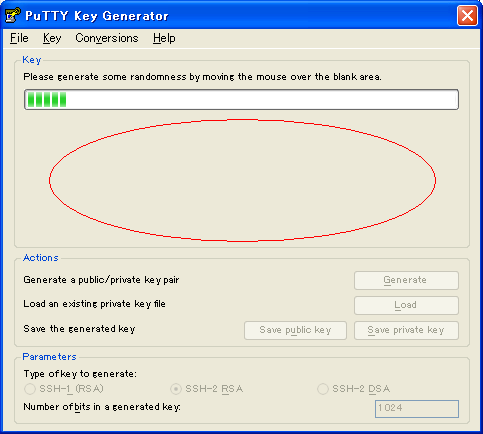 PuTTY Key Generator
File Key Conversions Help
Key
Please generate some randomness by moving the mouse over the blank area.
Actions
Generate a public/private key pair
Generate
Load an existing private key file
Load
Save the generated key
Save public key
Save private key
Parameters
Type of key to generate:
SSH-1 (RSA)
SSH-2 RSA
SSH-2 DSA
Number of bits in a generated key:
1024